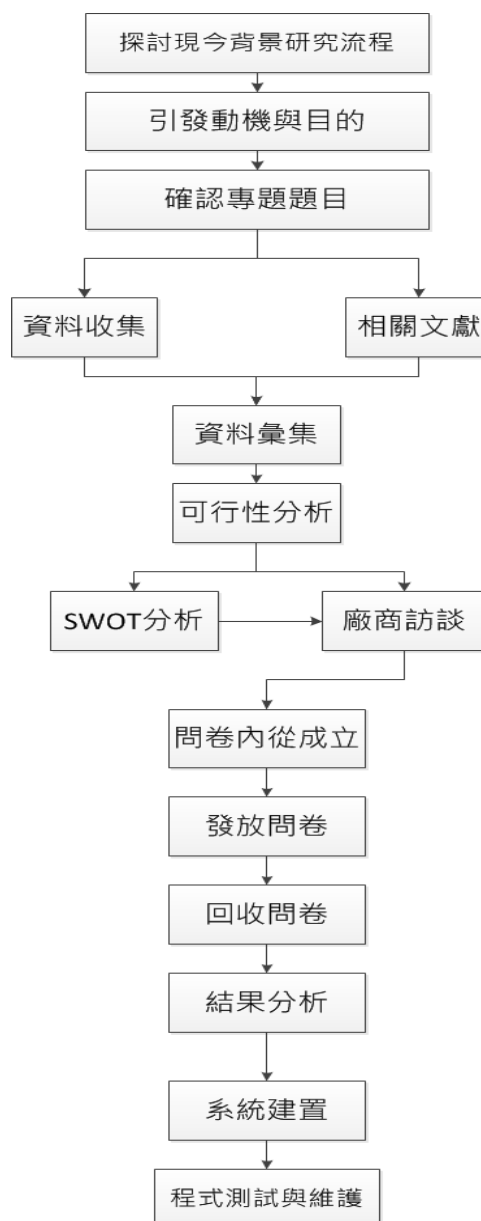 探討現今背景研究流程
引發動機與目的
確認專題題目
資料收集
相關文獻
資料彙集
可行性分析
SWOT分析
廠商訪談
問卷內從成立
發放問卷
回收問卷
結果分析
系統建置
程式測試與維護